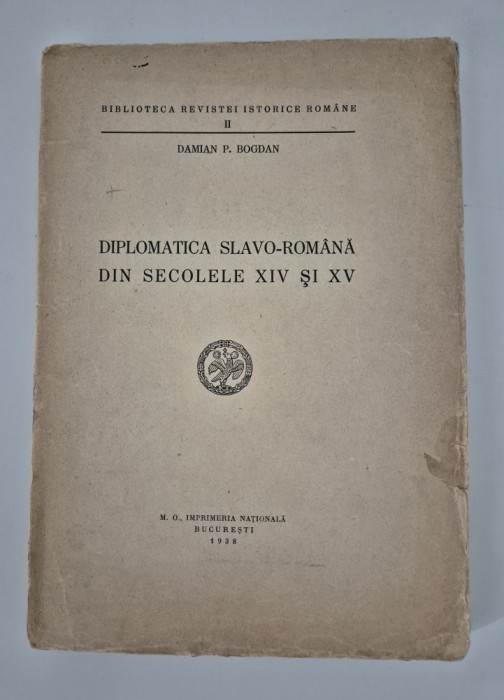 BIBLIOTECA REVISTEI ISTORICE ROMÂNE
II
DAMIAN P. BOGDAN
DIPLOMATICA SLAVO-ROMÂNĂ
DIN SECOLELE XIV ŞI XV
M. O., IMPRIMERIA NAŢIONALĂ
BUCUREŞTI
1938